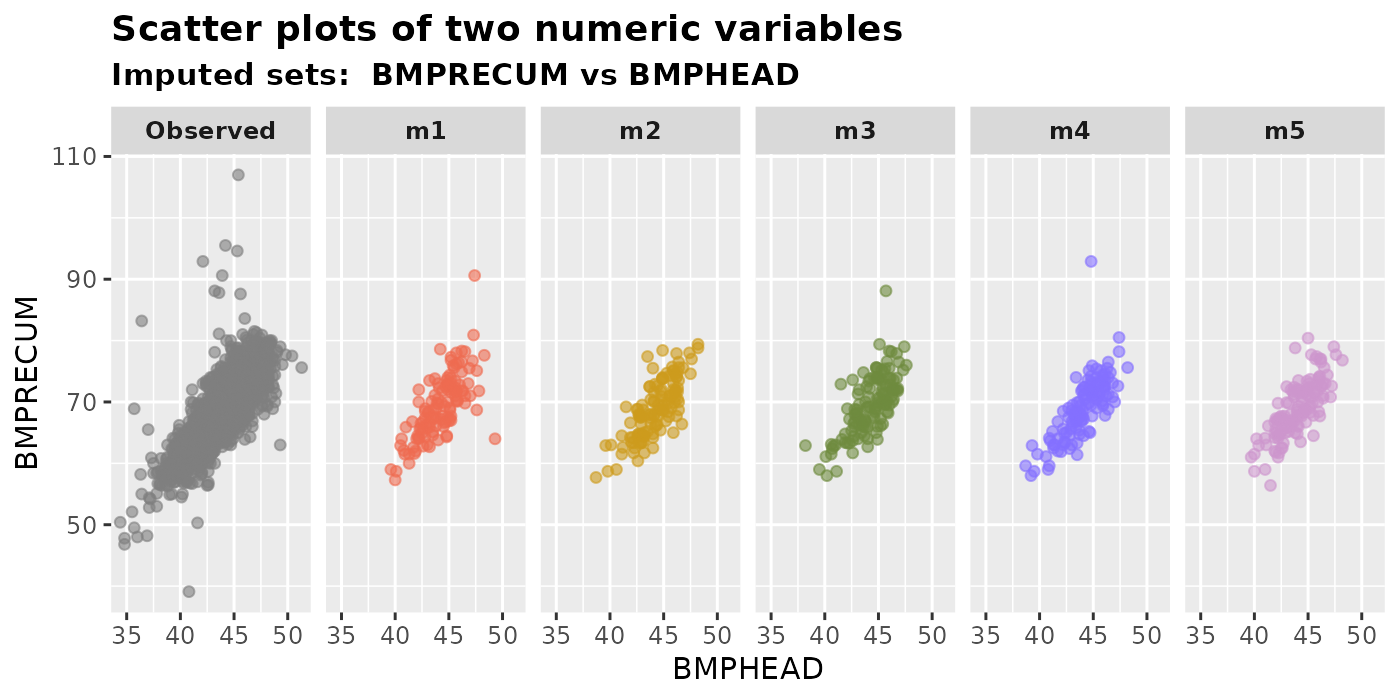 Scatter plots of two numeric variables
Imputed sets:  BMPRECUM vs BMPHEAD
Observed m1 m2 m3 m4 m5
110
90
70
50
BMPRECUM
35 40 45 50 35 40 45 50 35 40 45 50 35 40 45 50 35 40 45 50 35 40 45 50
BMPHEAD